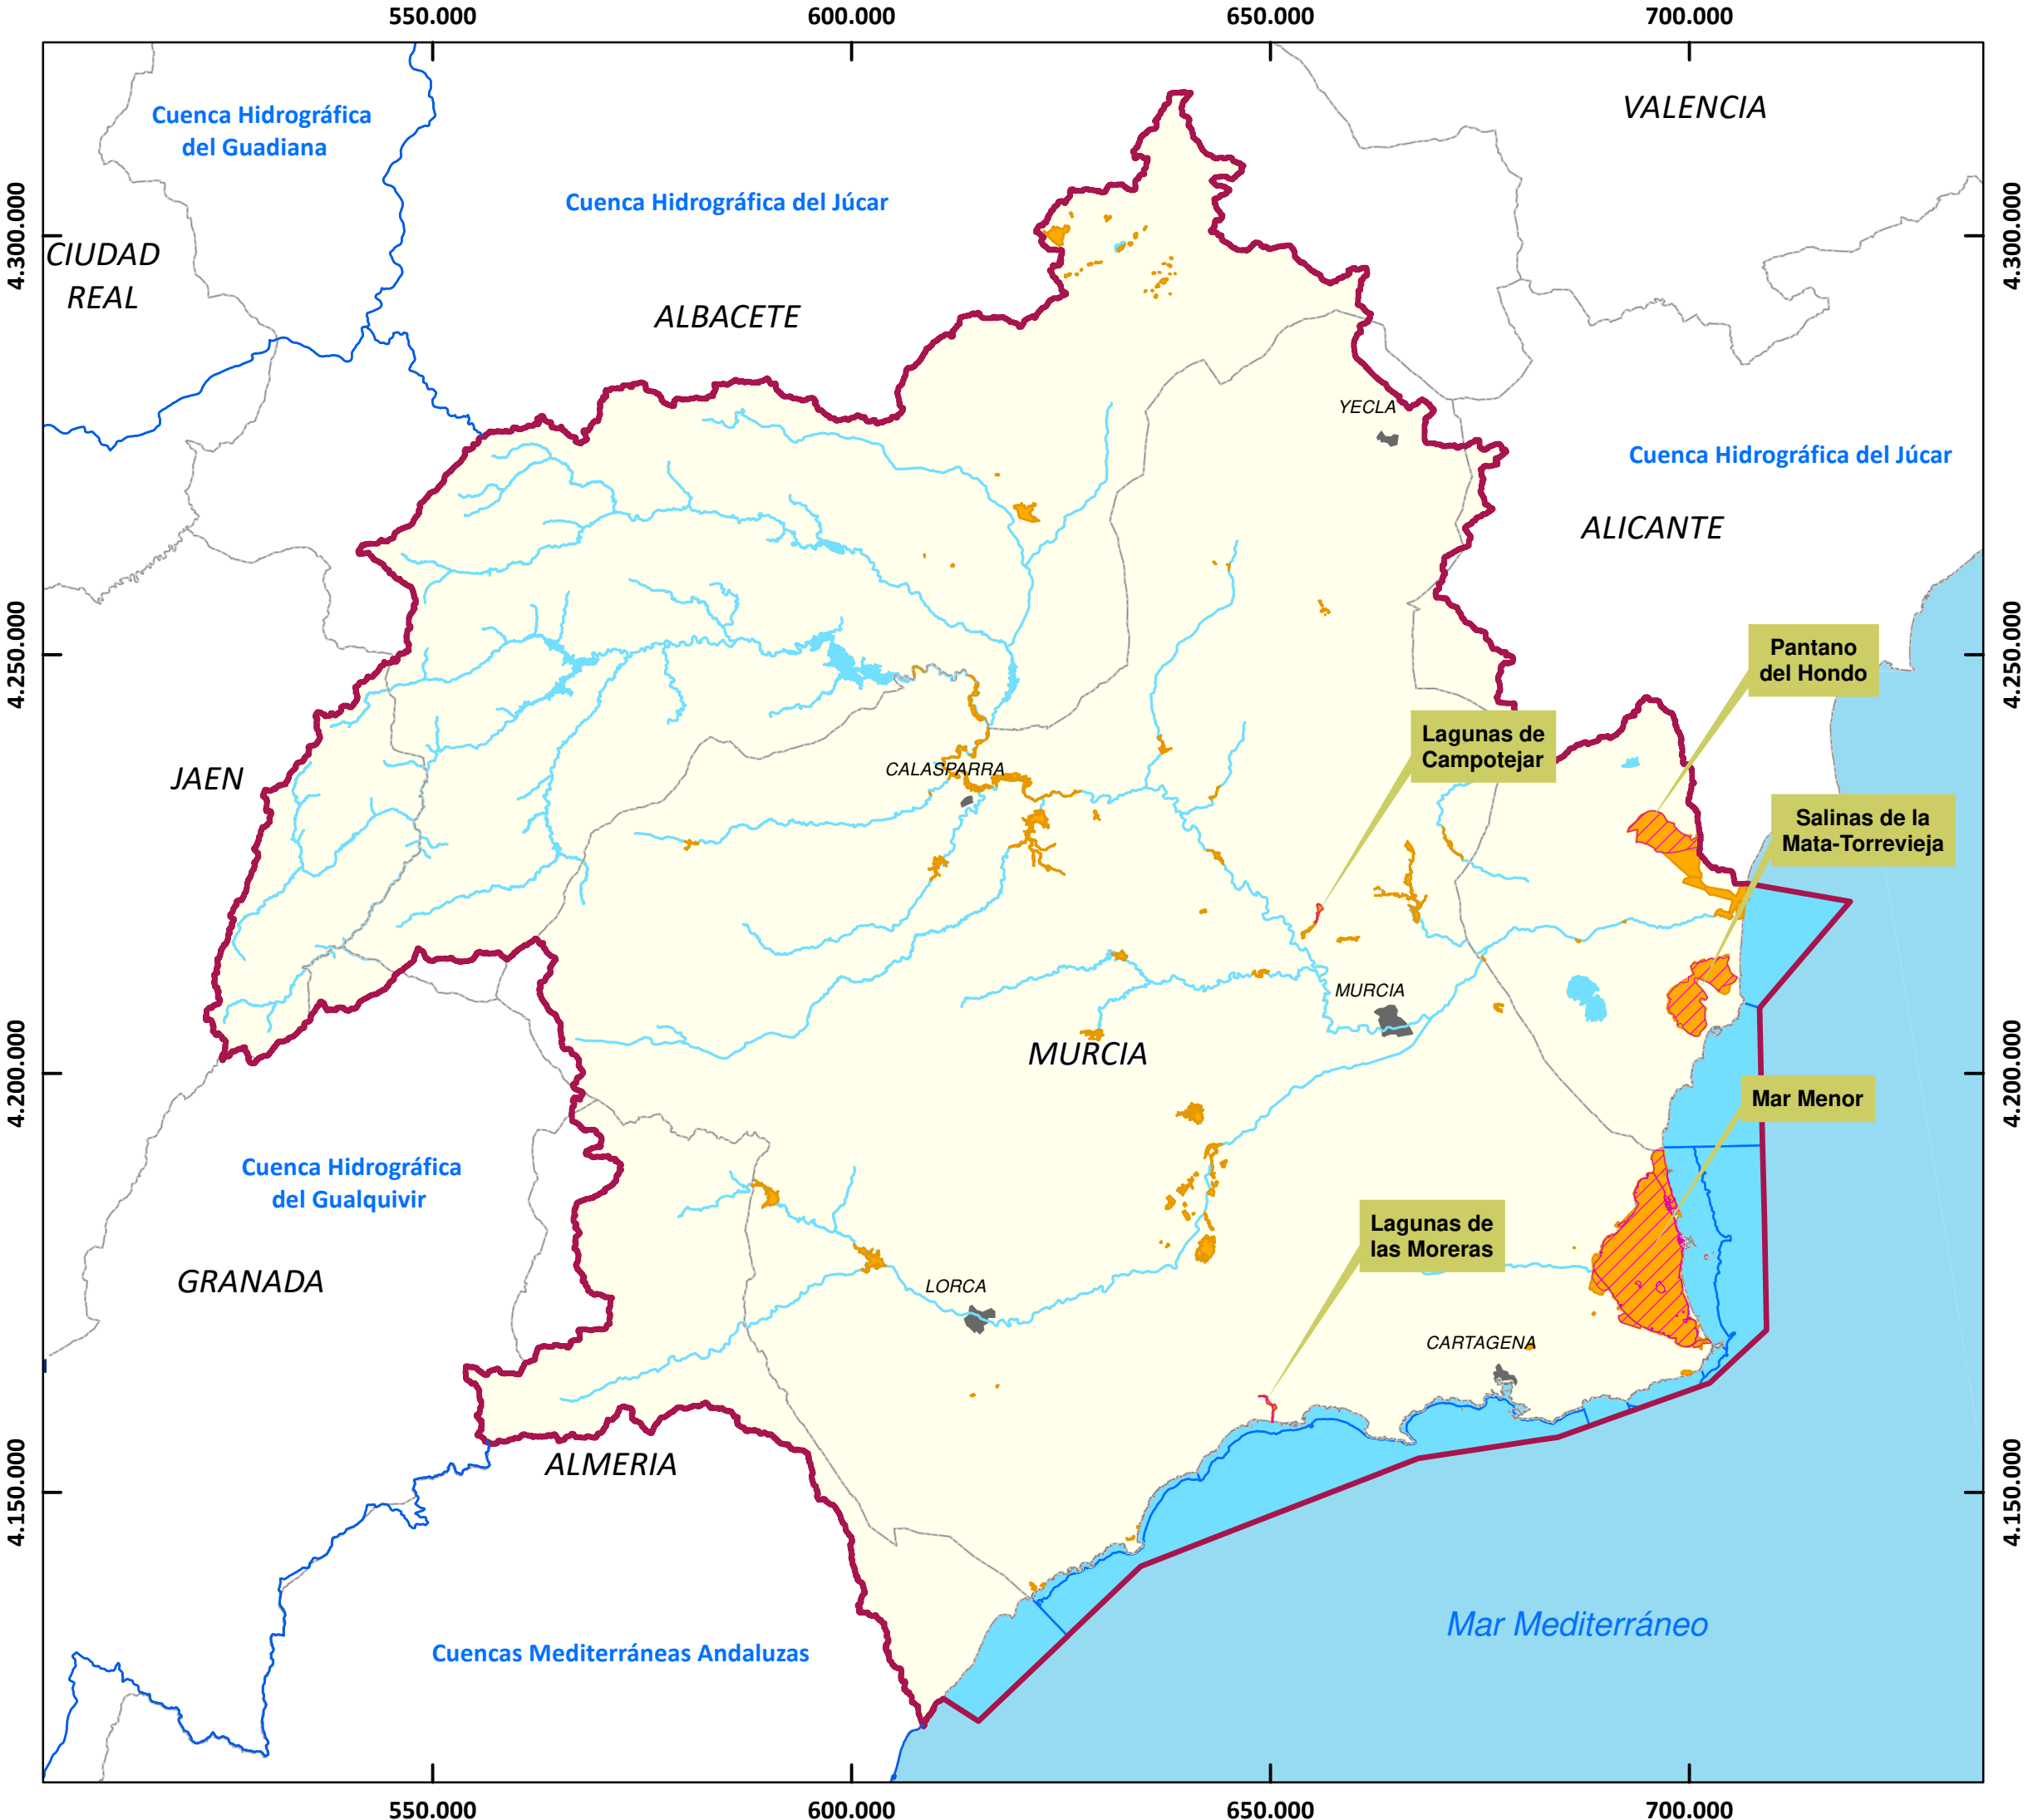 550.000
600.000
650.000
700.000
VALENCIA
Cuenca Hidrográfica
del Guadiana
Cuenca Hidrográfica del Júcar
4.300.000
4.300.000
CIUDAD
REAL
ALBACETE
YECLA
Cuenca Hidrográfica del Júcar
ALICANTE
4.250.000
4.250.000
Pantano
del Hondo
Lagunas de
Campotejar
JAEN
CALASPARRA
Salinas de la
Mata-Torrevieja
MURCIA
MURCIA
4.200.000
4.200.000
Mar Menor
Cuenca Hidrográfica
del Gualquivir
Lagunas de
las Moreras
GRANADA
LORCA
CARTAGENA
ALMERIA
4.150.000
4.150.000
Mar Mediterráneo
Cuencas Mediterráneas Andaluzas
550.000
600.000
650.000
700.000